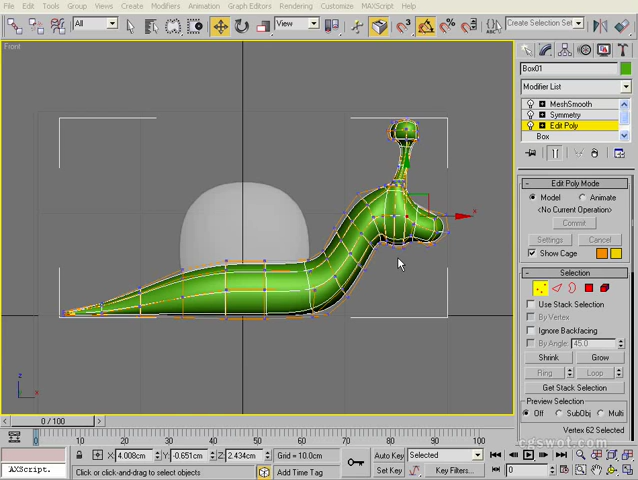 File Edit Tools Group Views Create Modifiers Animation Graph Editors Rendering Customize MAXScript Help
All
View
3
Create Selection Set
Front
Box01
Modifier List
MeshSmooth
Symmetry
Edit Poly
Box
Edit Poly Mode
Model Animate
<No Current Operation>
Commit
Settings Cancel
Show Cage
Selection
Use Stack Selection
By Vertex
Ignore Backfacing
By Angle: 45.0
Shrink Grow
Ring Loop
Get Stack Selection
Preview Selection
Off SubObj Multi
Vertex 62 Selected
x
z
x
cgswot.com
0 / 100
0 10 20 30 40 50 60 70 80 90 100
X: 4.008cm Y: -0.651cm Z: 2.434cm Grid = 10.0cm
Auto Key Selected
AXScript. Click or click-and-drag to select objects Add Time Tag
Set Key Key Filters... 0